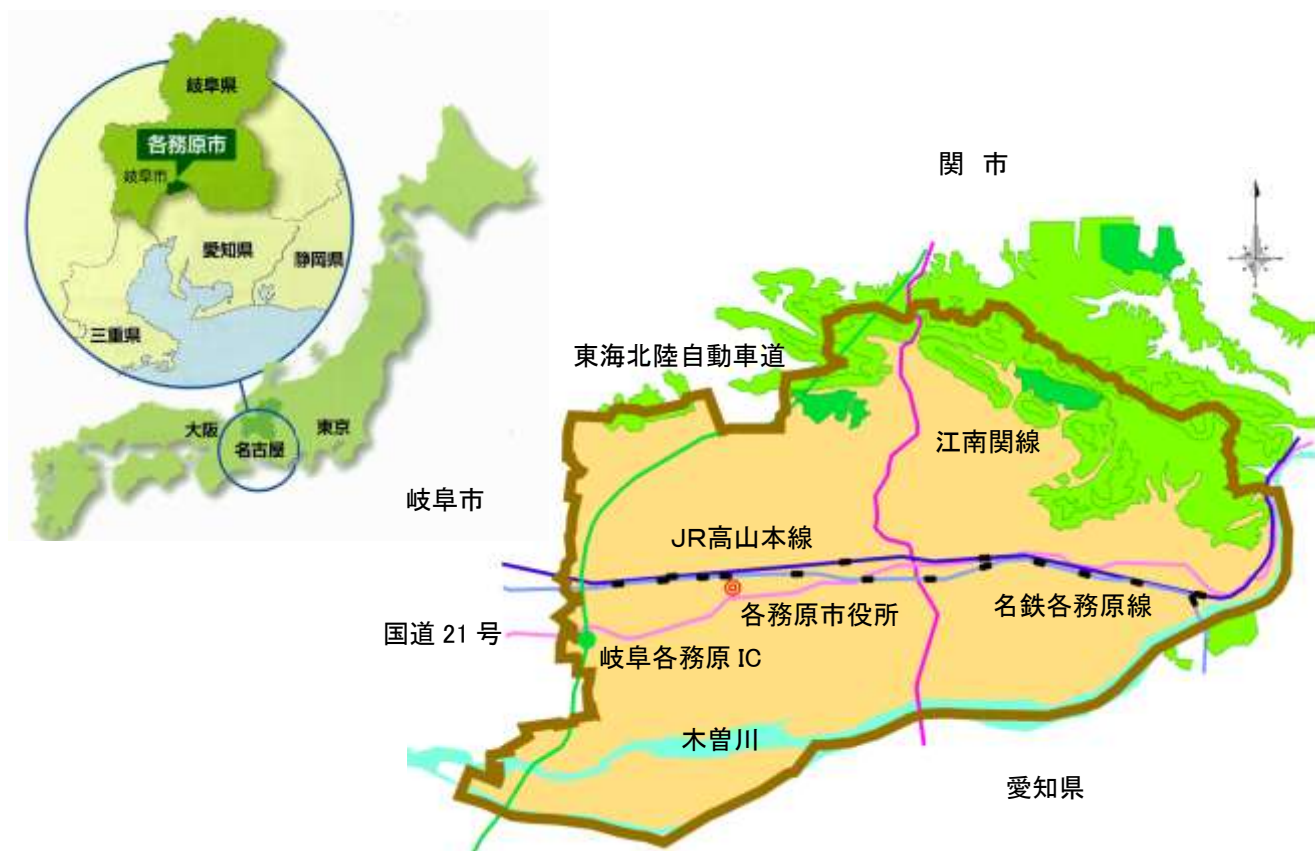 岐阜県
各務原市
岐阜市
愛知県
静岡県
三重県
大阪
名古屋
東京
関 市
東海北陸自動車道
江南関線
岐阜市
JR高山本線
各務原市役所
名鉄各務原線
国道 21 号
岐阜各務原 IC
木曽川
愛知県